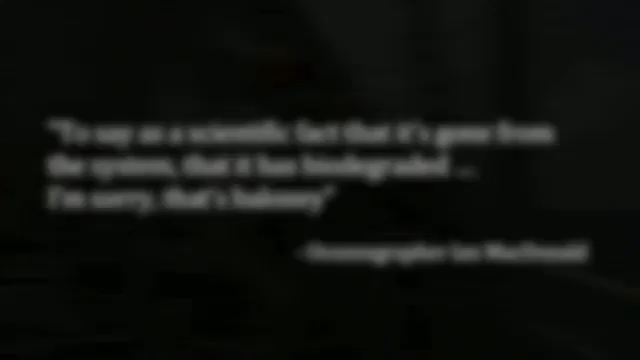 "To say as a scientific fact that it's gone from
the system, that it has biodegraded ...
I'm sorry, that's baloney"
-Oceanographer Ian MacDonald